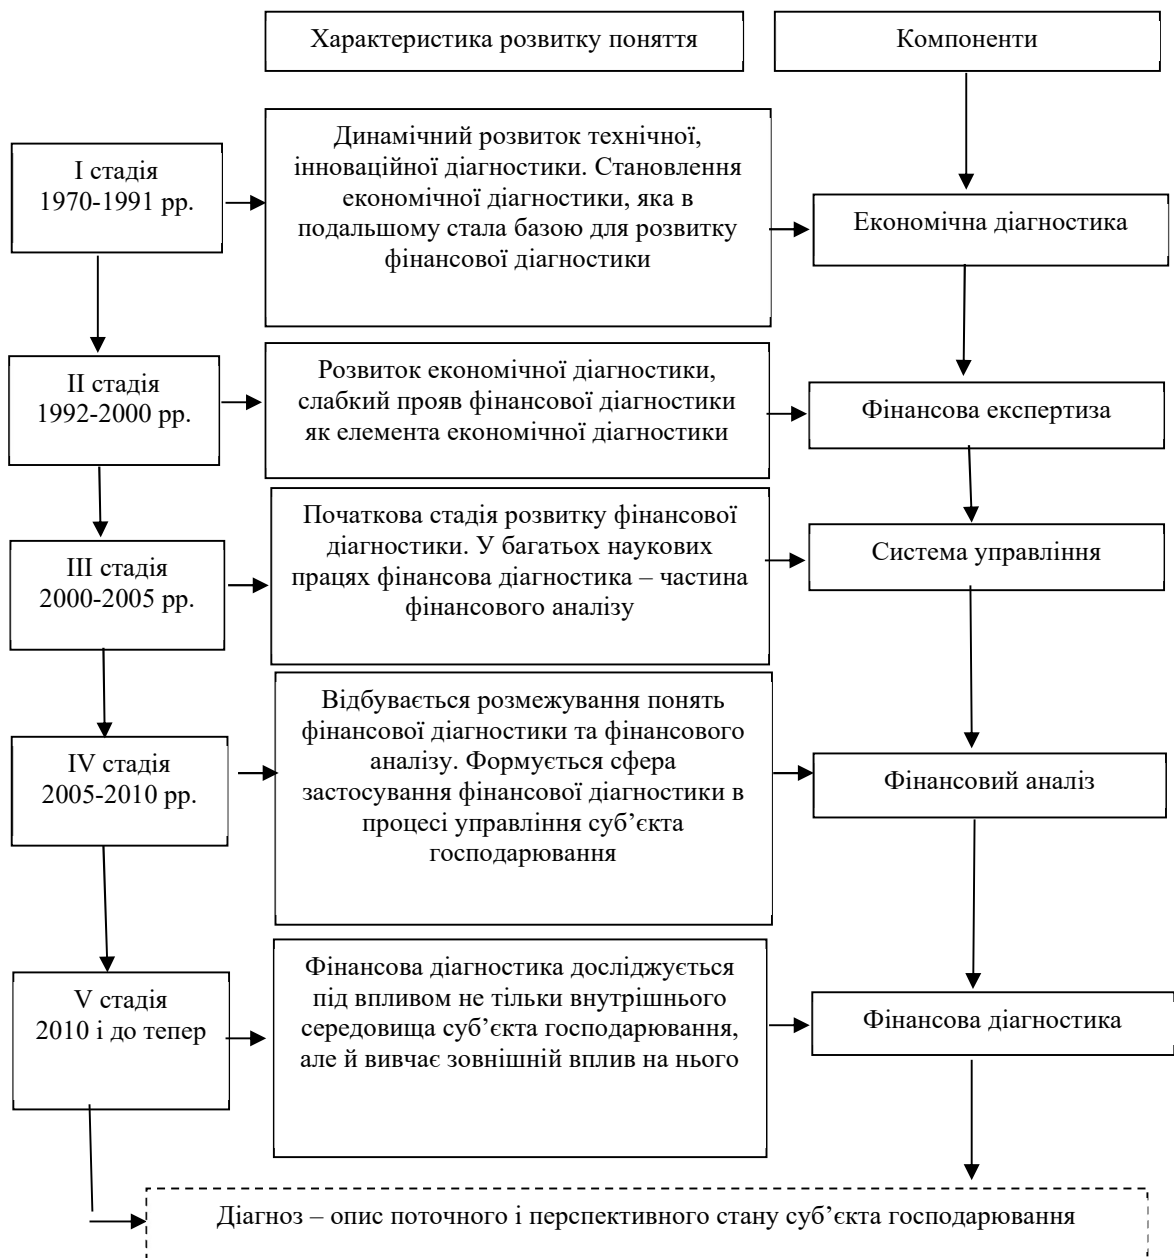 Характеристика розвитку поняття
Компоненти
І стадія
1970-1991 рр.
Динамічний розвиток технічної,
інноваційної діагностики. Становлення
економічної діагностики, яка в
подальшому стала базою для розвитку
фінансової діагностики
Економічна діагностика
ІІ стадія
1992-2000 рр.
Розвиток економічної діагностики,
слабкий прояв фінансової діагностики
як елемента економічної діагностики
Фінансова експертиза
ІІІ стадія
2000-2005 рр.
Початкова стадія розвитку фінансової
діагностики. У багатьох наукових
працях фінансова діагностика – частина
фінансового аналізу
Система управління
IV стадія
2005-2010 рр.
Відбувається розмежування понять
фінансової діагностики та фінансового
аналізу. Формується сфера
застосування фінансової діагностики в
процесі управління суб’єкта
господарювання
Фінансовий аналіз
V стадія
2010 і до тепер
Фінансова діагностика досліджується
під впливом не тільки внутрішнього
середовища суб’єкта господарювання,
але й вивчає зовнішній вплив на нього
Фінансова діагностика
Діагноз – опис поточного і перспективного стану суб’єкта господарювання